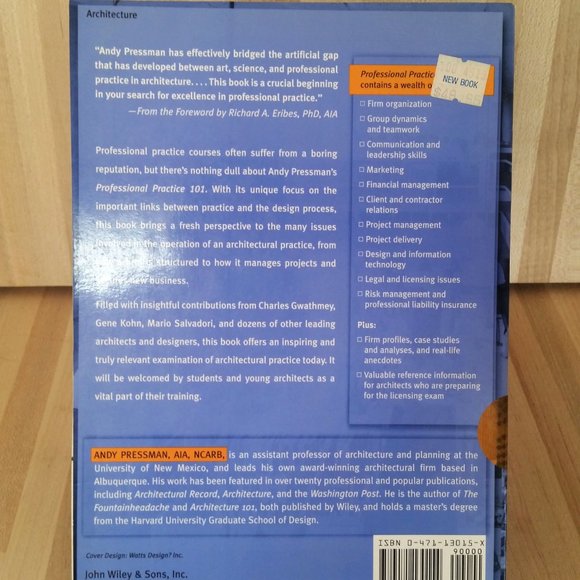 Architecture
“Andy Pressman has effectively bridged the artificial gap
that has developed between art, science, and professional
practice in architecture. . . . This book is a crucial beginning
in your search for excellence in professional practice.”
—From the Foreword by Richard A. Eribes, PhD, AIA
Professional practice courses often suffer from a boring
reputation, but there’s nothing dull about Andy Pressman’s
Professional Practice 101. With its unique focus on the
important links between practice and the design process,
this book brings a fresh perspective to the many issues
involved in the operation of an architectural practice, from
structured to how it manages projects and
new business.
Filled with insightful contributions from Charles Gwathmey,
Gene Kohn, Mario Salvadori, and dozens of other leading
architects and designers, this book offers an inspiring and
truly relevant examination of architectural practice today. It
will be welcomed by students and young architects as a
vital part of their training.
Professional Practice
contains a wealth
NEW BOOK
Firm organization
Group dynamics
and teamwork
Communication and
leadership skills
Marketing
Financial management
Client and contractor
relations
Project management
Project delivery
Design and information
technology
Legal and licensing issues
Risk management and
professional liability insurance
Plus:
Firm profiles, case studies
and analyses, and real-life
anecdotes
Valuable reference information
for architects who are preparing
for the licensing exam
ANDY PRESSMAN, AIA, NCARB, is an assistant professor of architecture and planning at the
University of New Mexico, and leads his own award-winning architectural firm based in
Albuquerque. His work has been featured in over twenty professional and popular publications,
including Architectural Record, Architecture, and the Washington Post. He is the author of The
Fountainheadache and Architecture 101, both published by Wiley, and holds a master’s degree
from the Harvard University Graduate School of Design.
Cover Design: Watts Design? Inc.
John Wiley & Sons, Inc.
ISBN 0-471-13015-X
90000